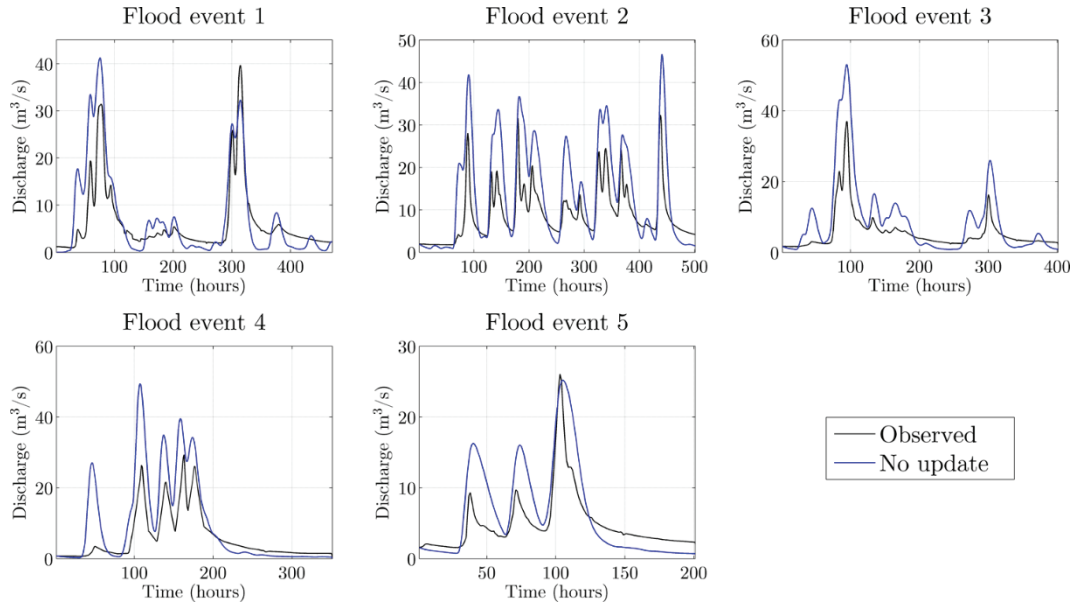 Flood event 1
Discharge (m³/s)
40
30
20
10
0
100 200 300 400
Time (hours)
Flood event 2
Discharge (m³/s)
50
40
30
20
10
0
100 200 300 400 500
Time (hours)
Flood event 3
Discharge (m³/s)
60
40
20
0
100 200 300 400
Time (hours)
Flood event 4
Discharge (m³/s)
60
40
20
0
100 200 300
Time (hours)
Flood event 5
Discharge (m³/s)
30
20
10
0
50 100 150 200
Time (hours)
Observed
No update